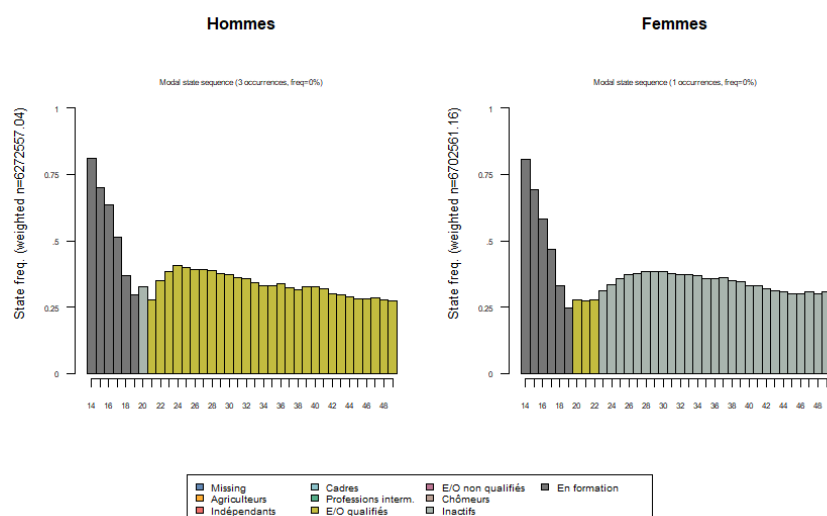 Hommes Femmes
Modal state sequence (3 occurrences, freq=0%) Modal state sequence (1 occurrences, freq=0%)
State freq. (weighted n=6272557.04)
1
0.75
.5
0.25
0
14 16 18 20 22 24 26 28 30 32 34 36 38 40 42 44 46 48
State freq. (weighted n=6702561.16)
1
0.75
.5
0.25
0
14 16 18 20 22 24 26 28 30 32 34 36 38 40 42 44 46 48
Missing Cadres E/O non qualifiés En formation
Agriculteurs Professions interm. Chômeurs
Indépendants E/O qualifiés Inactifs